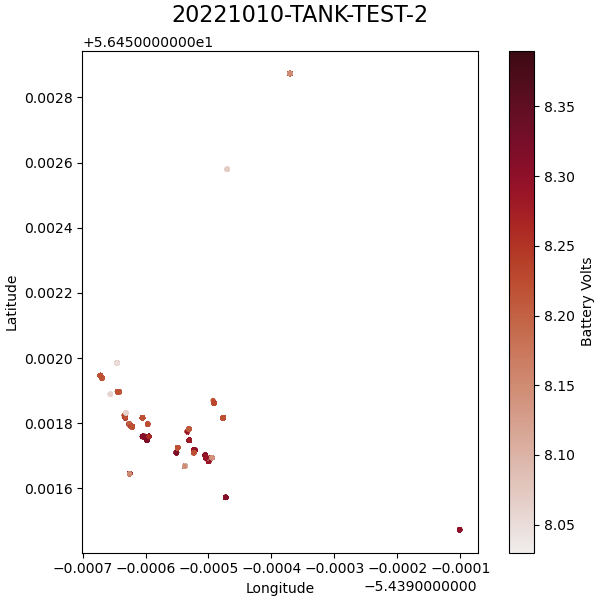 20221010-TANK-TEST-2
+5.6450000000e1
0.0028
0.0026
0.0024
0.0022
0.0020
0.0018
0.0016
Latitude
−0.0007 −0.0006 −0.0005 −0.0004 −0.0003 −0.0002 −0.0001
Longitude
−5.4390000000
8.35
8.30
8.25
8.20
8.15
8.10
8.05
Battery Volts